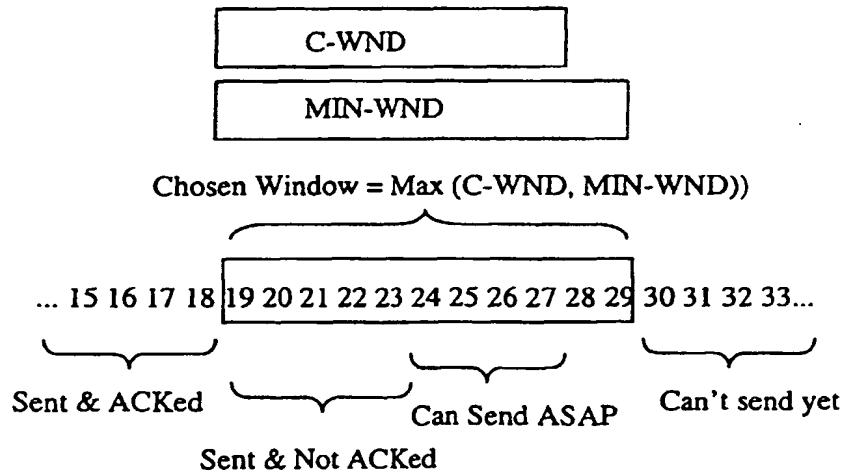 C-WND
MIN-WND
Chosen Window = Max (C-WND, MIN-WND))
... 15 16 17 18 19 20 21 22 23 24 25 26 27 28 29 30 31 32 33...
Sent & ACKed
Can Send ASAP
Can't send yet
Sent & Not ACKed